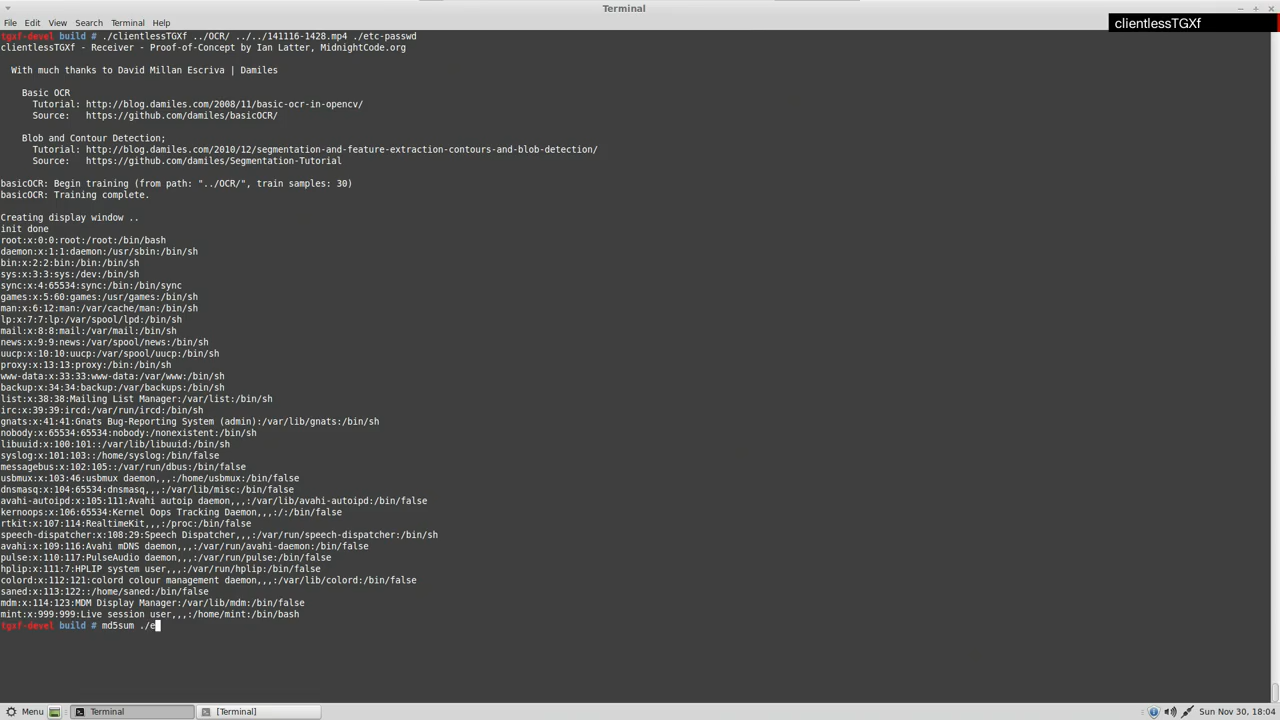 Terminal
File Edit View Search Terminal Help
clientlessTGXf
tgxf-devel build # ./clientlessTGXf ../OCR/ ../../141116-1428.mp4 ./etc-passwd
clientlessTGXf - Receiver - Proof-of-Concept by Ian Latter, MidnightCode.org
With much thanks to David Millan Escriva | Damiles
Basic OCR
Tutorial: http://blog.damiles.com/2008/11/basic-ocr-in-opencv/
Source: https://github.com/damiles/basicOCR/
Blob and Contour Detection;
Tutorial: http://blog.damiles.com/2010/12/segmentation-and-feature-extraction-contours-and-blob-detection/
Source: https://github.com/damiles/Segmentation-Tutorial
basicOCR: Begin training (from path: "../OCR/", train samples: 30)
basicOCR: Training complete.
Creating display window ..
init done
root:x:0:0:root:/root:/bin/bash
daemon:x:1:1:daemon:/usr/sbin:/bin/sh
bin:x:2:2:bin:/bin:/bin/sh
sys:x:3:3:sys:/dev:/bin/sh
sync:x:4:65534:sync:/bin:/bin/sync
games:x:5:60:games:/usr/games:/bin/sh
man:x:6:12:man:/var/cache/man:/bin/sh
lp:x:7:7:lp:/var/spool/lpd:/bin/sh
mail:x:8:8:mail:/var/mail:/bin/sh
news:x:9:9:news:/var/spool/news:/bin/sh
uucp:x:10:10:uucp:/var/spool/uucp:/bin/sh
proxy:x:13:13:proxy:/bin:/bin/sh
www-data:x:33:33:www-data:/var/www:/bin/sh
backup:x:34:34:backup:/var/backups:/bin/sh
list:x:38:38:Mailing List Manager:/var/list:/bin/sh
irc:x:39:39:ircd:/var/run/ircd:/bin/sh
gnats:x:41:41:Gnats Bug-Reporting System (admin):/var/lib/gnats:/bin/sh
nobody:x:65534:65534:nobody:/nonexistent:/bin/sh
libuuid:x:100:101::/var/lib/libuuid:/bin/sh
syslog:x:101:103::/home/syslog:/bin/false
messagebus:x:102:105::/var/run/dbus:/bin/false
usbmux:x:103:46:usbmux daemon,,,:/home/usbmux:/bin/false
dnsmasq:x:104:65534:dnsmasq,,,:/var/lib/misc:/bin/false
avahi-autoipd:x:105:111:Avahi autoip daemon,,,:/var/lib/avahi-autoipd:/bin/false
kernoops:x:106:65534:Kernel Oops Tracking Daemon,,,:/:/bin/false
rtkit:x:107:114:RealtimeKit,,,:/proc:/bin/false
speech-dispatcher:x:108:29:Speech Dispatcher,,,:/var/run/speech-dispatcher:/bin/sh
avahi:x:109:116:Avahi mDNS daemon,,,:/var/run/avahi-daemon:/bin/false
pulse:x:110:117:PulseAudio daemon,,,:/var/run/pulse:/bin/false
hplip:x:111:7:HPLIP system user,,,:/var/run/hplip:/bin/false
colord:x:112:121:colord colour management daemon,,,:/var/lib/colord:/bin/false
saned:x:113:122::/home/saned:/bin/false
mdm:x:114:123:MDM Display Manager:/var/lib/mdm:/bin/false
mint:x:999:999:Live session user,,,:/home/mint:/bin/bash
tgxf-devel build # md5sum ./e
Menu Terminal [Terminal] Sun Nov 30, 18:04